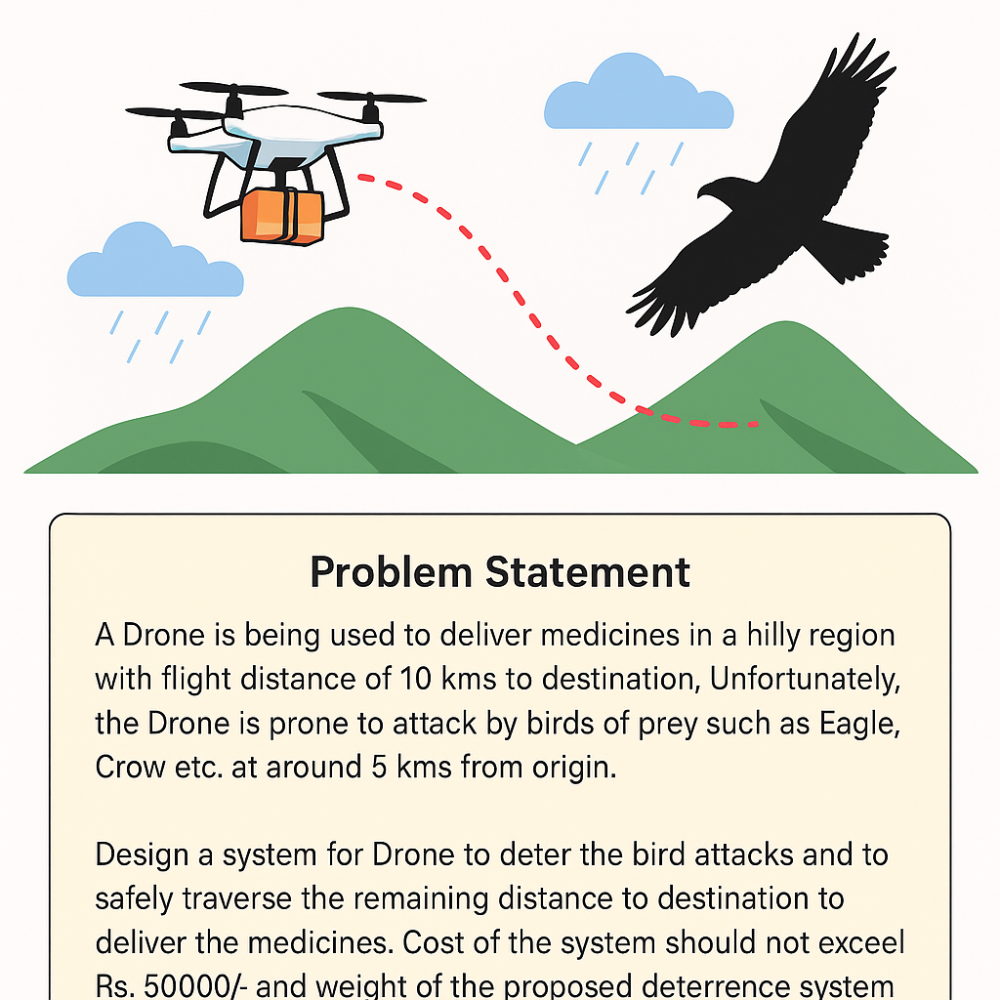 Problem Statement
A Drone is being used to deliver medicines in a hilly region
with flight distance of 10 kms to destination, Unfortunately,
the Drone is prone to attack by birds of prey such as Eagle,
Crow etc. at around 5 kms from origin.
Design a system for Drone to deter the bird attacks and to
safely traverse the remaining distance to destination to
deliver the medicines. Cost of the system should not exceed
Rs. 50000/- and weight of the proposed deterrence system